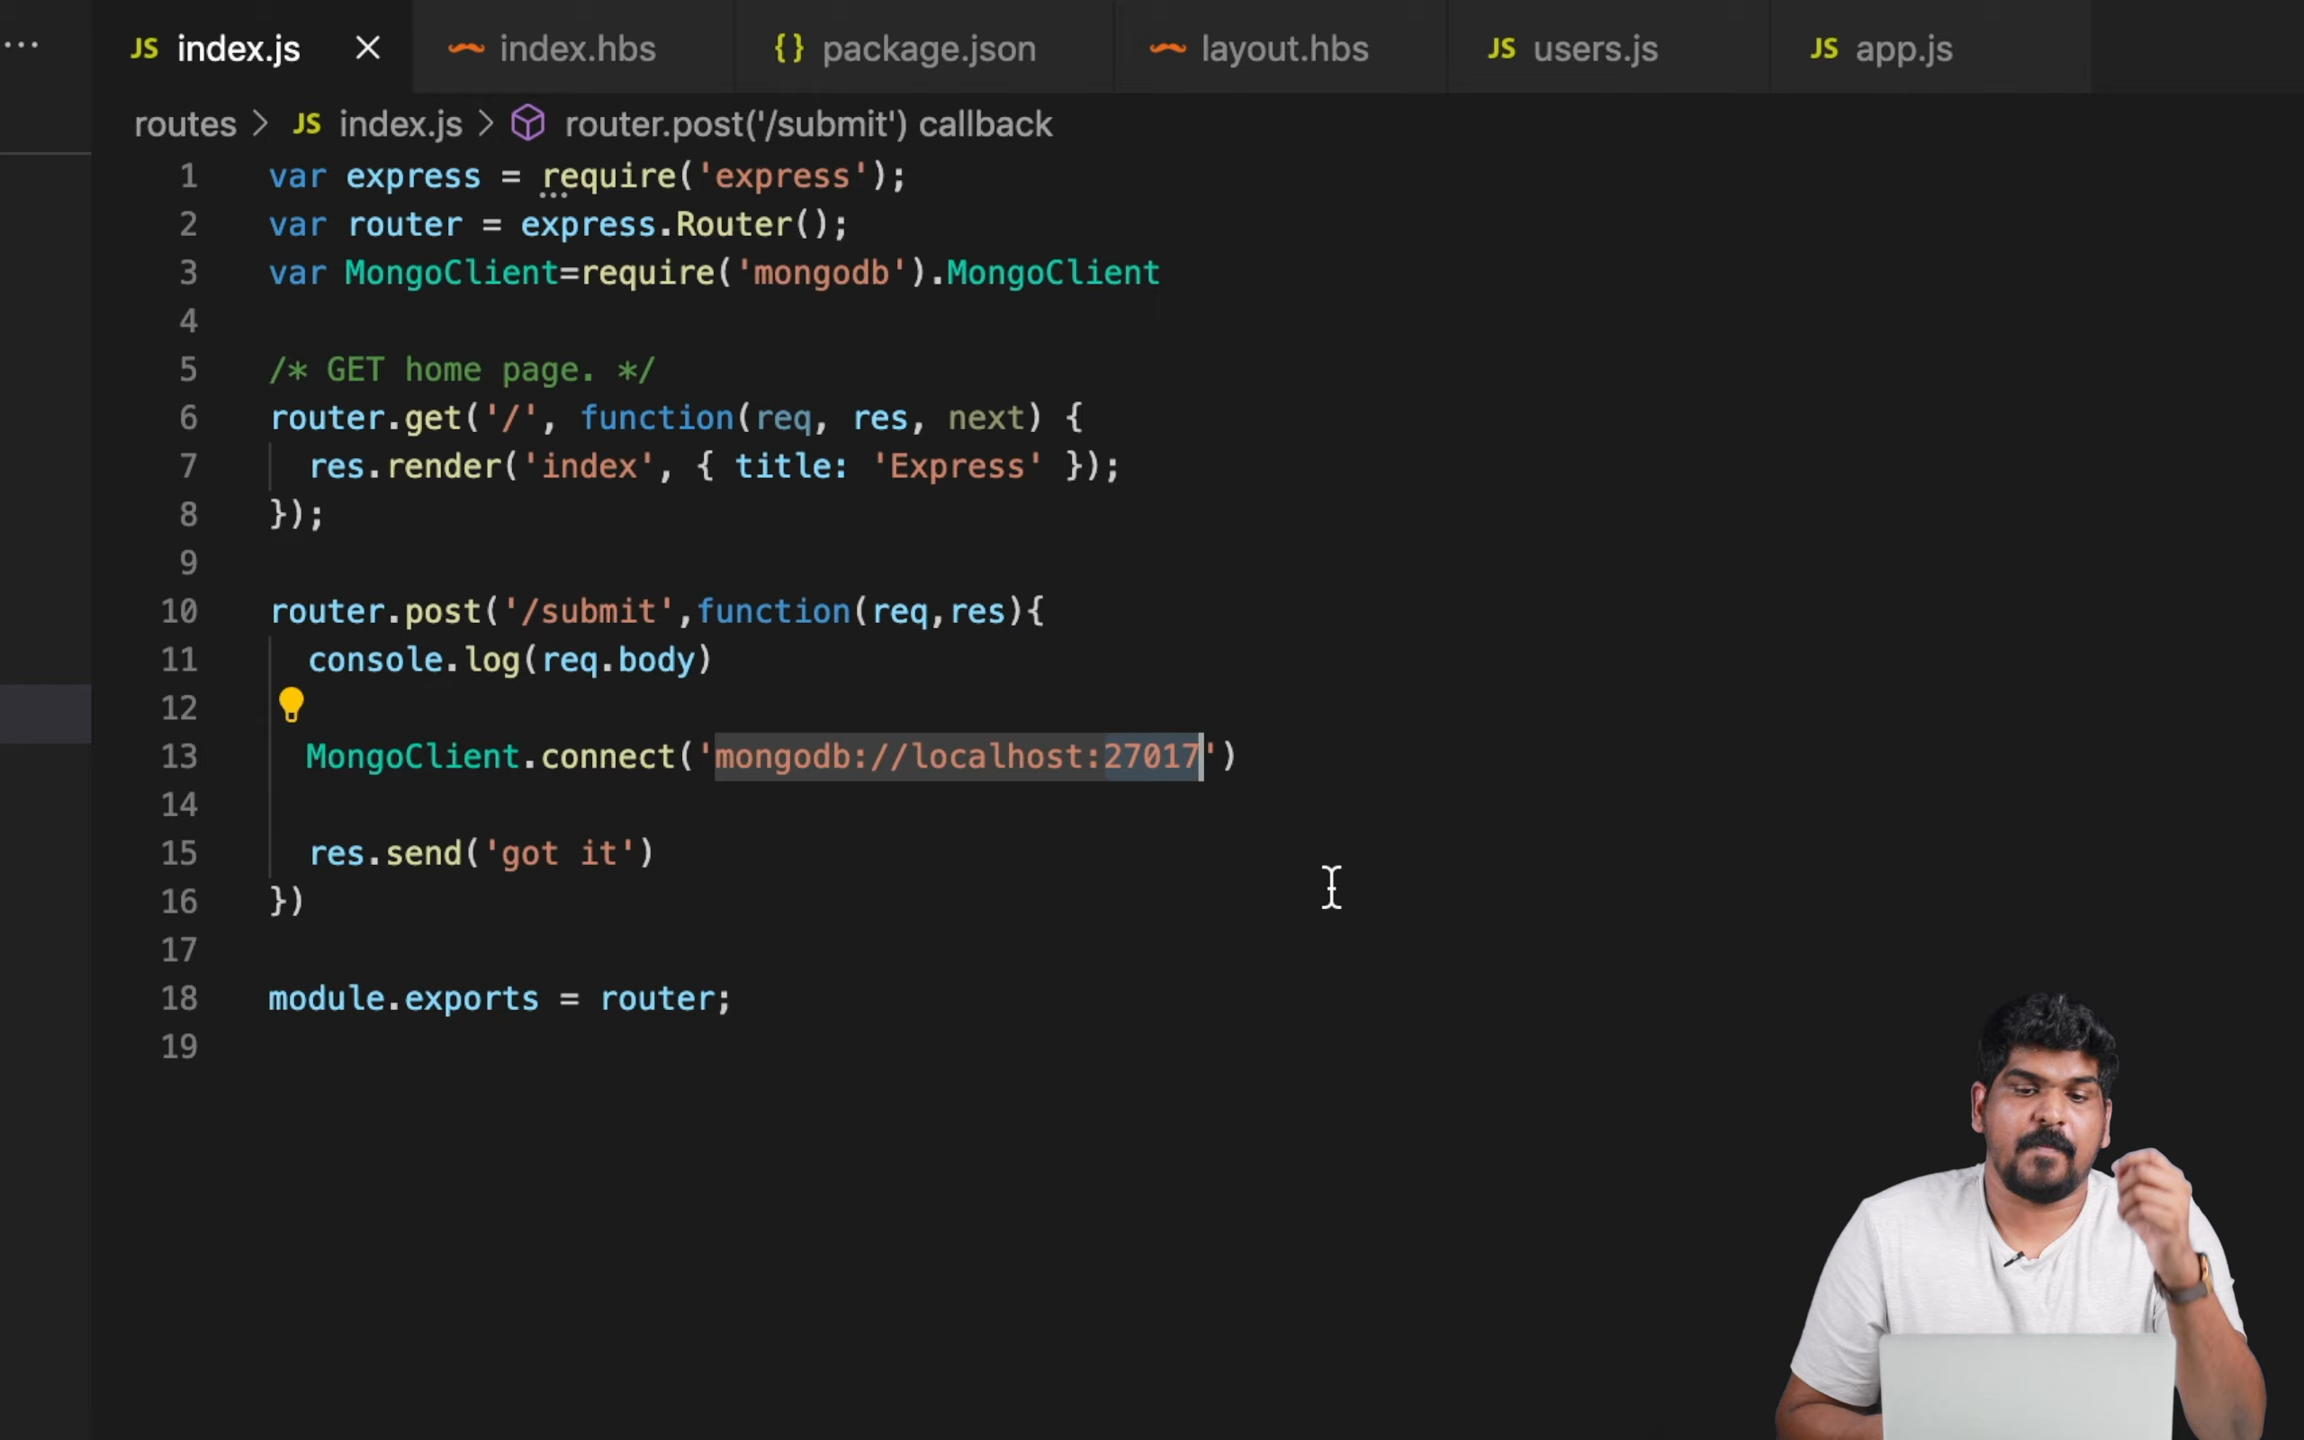 ... JS index.js × index.hbs {} package.json layout.hbs JS users.js JS app.js
routes > JS index.js > router.post('/submit') callback
1 var express = require('express');
2 var router = express.Router();
3 var MongoClient=require('mongodb').MongoClient
4
5 /* GET home page. */
6 router.get('/', function(req, res, next) {
7 res.render('index', { title: 'Express' });
8 });
9
10 router.post('/submit',function(req,res){
11 console.log(req.body)
12
13 MongoClient.connect('mongodb://localhost:27017')
14
15 res.send('got it')
16 })
17
18 module.exports = router;
19